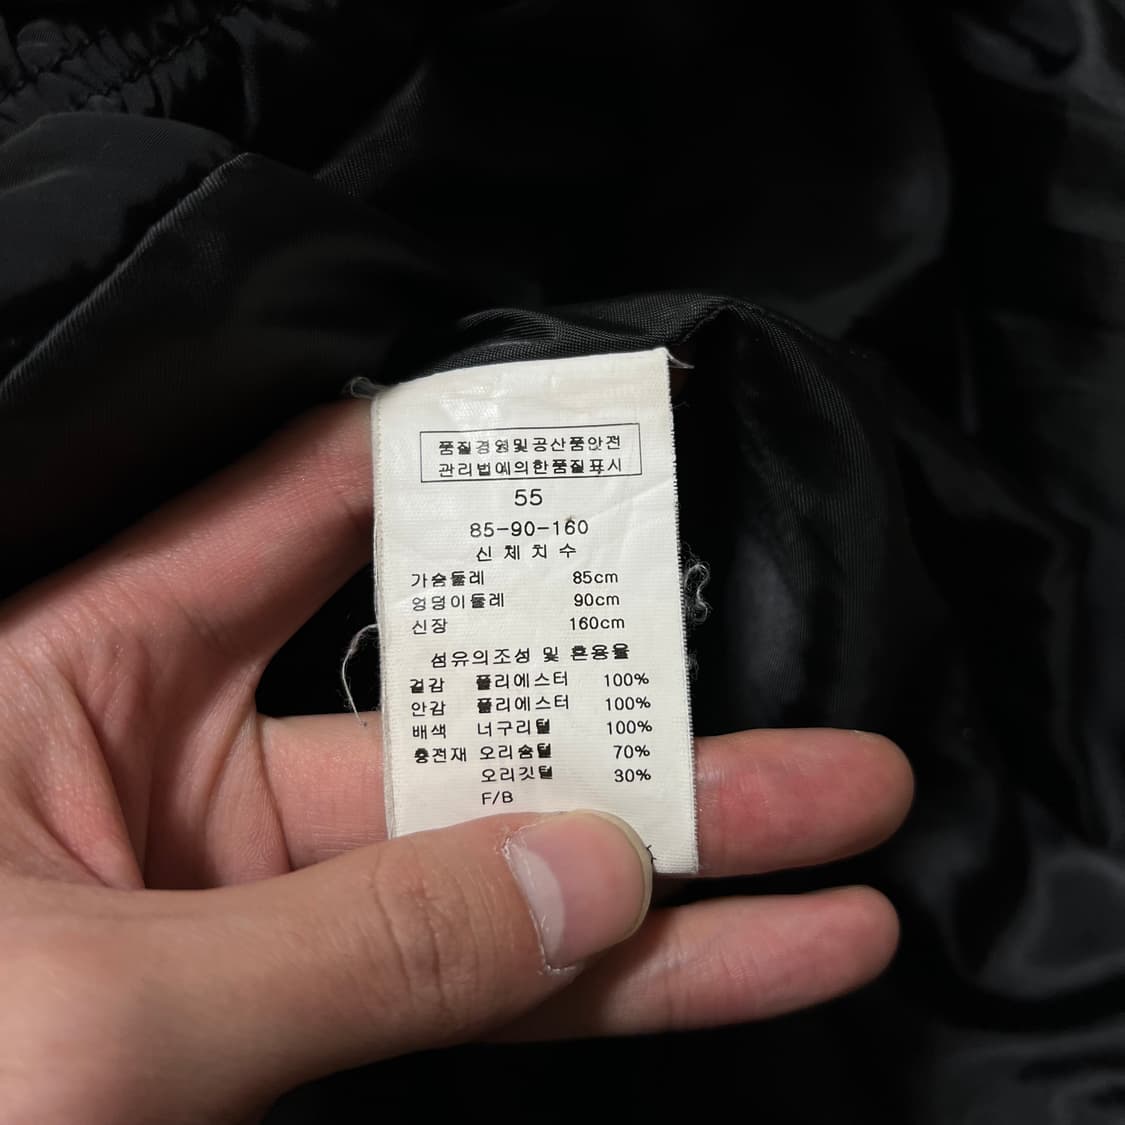 품질경영및공산품안전
관리법에의한품질표시
55
85-90-160
신체치수
가슴둘레 85cm
엉덩이둘레 90cm
신장 160cm
섬유의조성 및 혼용율
겉감 폴리에스터 100%
안감 폴리에스터 100%
배색 너구리털 100%
충전재 오리솜털 70%
오리깃털 30%
F/B